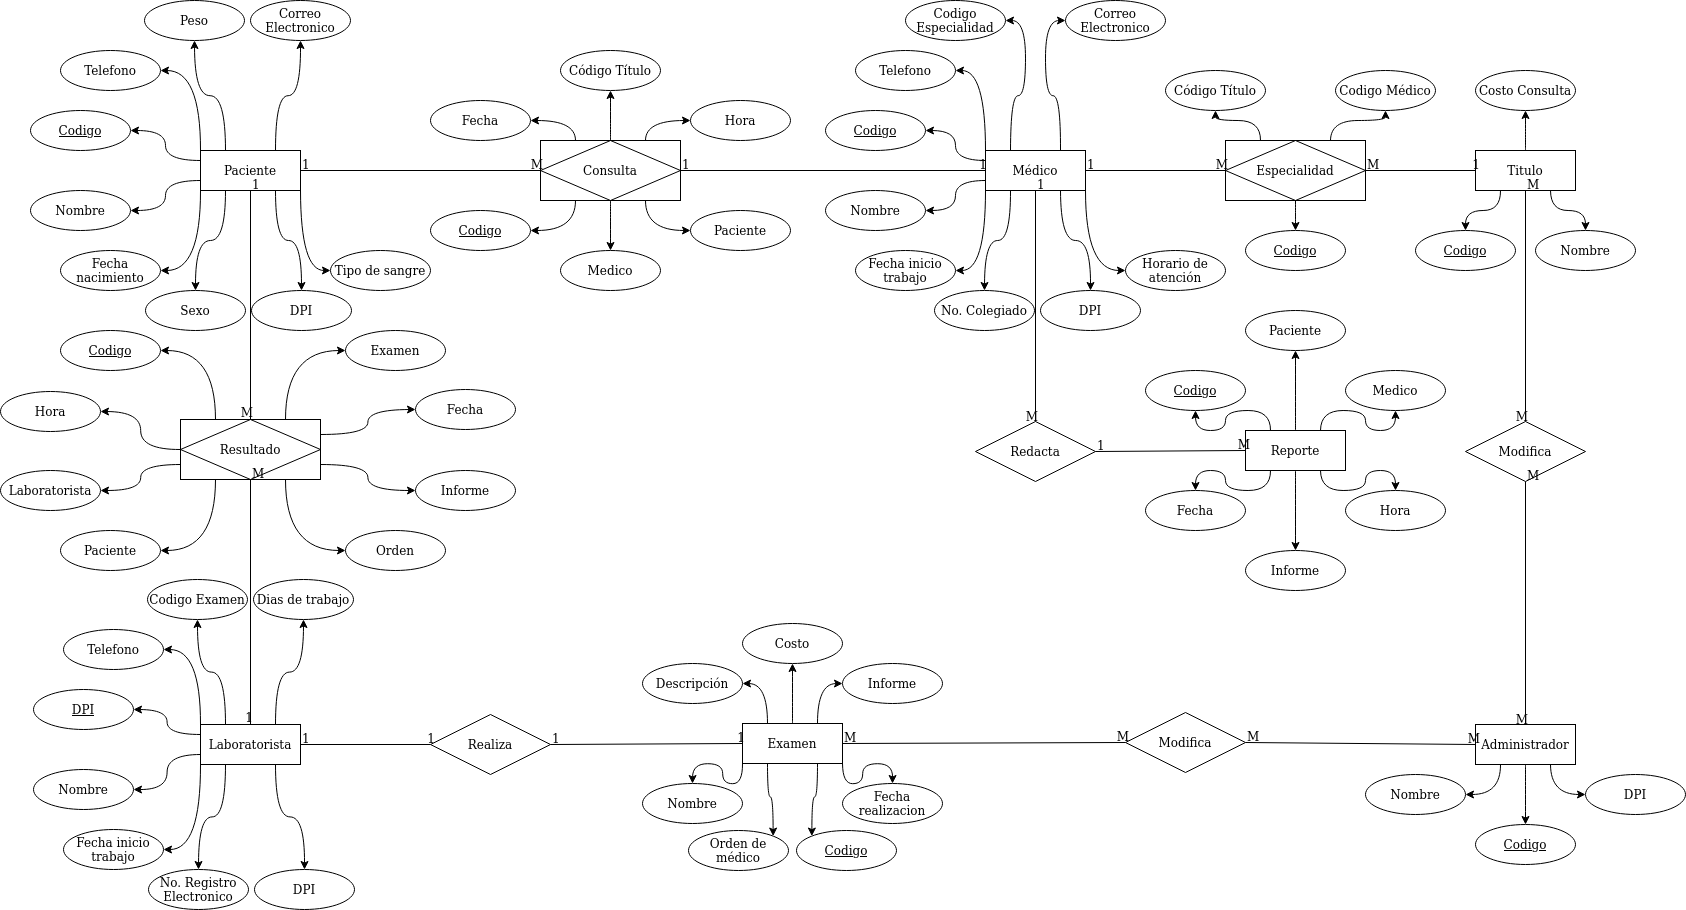 Peso
Correo
Electronico
Telefono
Codigo
Nombre
Fecha
nacimiento
Sexo
DPI
Tipo de sangre
Paciente
1
1
M
Consulta
1
Fecha
Código Título
Hora
Codigo
Medico
Paciente
Codigo
Especialidad
Correo
Electronico
Telefono
Codigo
Nombre
Fecha inicio
trabajo
No. Colegiado
DPI
Horario de
atención
1
Médico
1
1
M
Especialidad
M
Código Título
Codigo Médico
Codigo
Costo Consulta
1
Titulo
M
Codigo
Nombre
Codigo
Examen
Hora
Fecha
M
Resultado
M
Laboratorista
Informe
Paciente
Orden
M
Redacta
1
M
Reporte
Paciente
Codigo
Medico
Fecha
Hora
Informe
M
Modifica
M
Codigo Examen
Dias de trabajo
Telefono
DPI
Nombre
Fecha inicio
trabajo
No. Registro
Electronico
DPI
1
Laboratorista
1
1
Realiza
1
1
Examen
M
Costo
Descripción
Informe
Nombre
Fecha
realizacion
Orden de
médico
Codigo
M
Modifica
M
M
M
Administrador
Nombre
DPI
Codigo